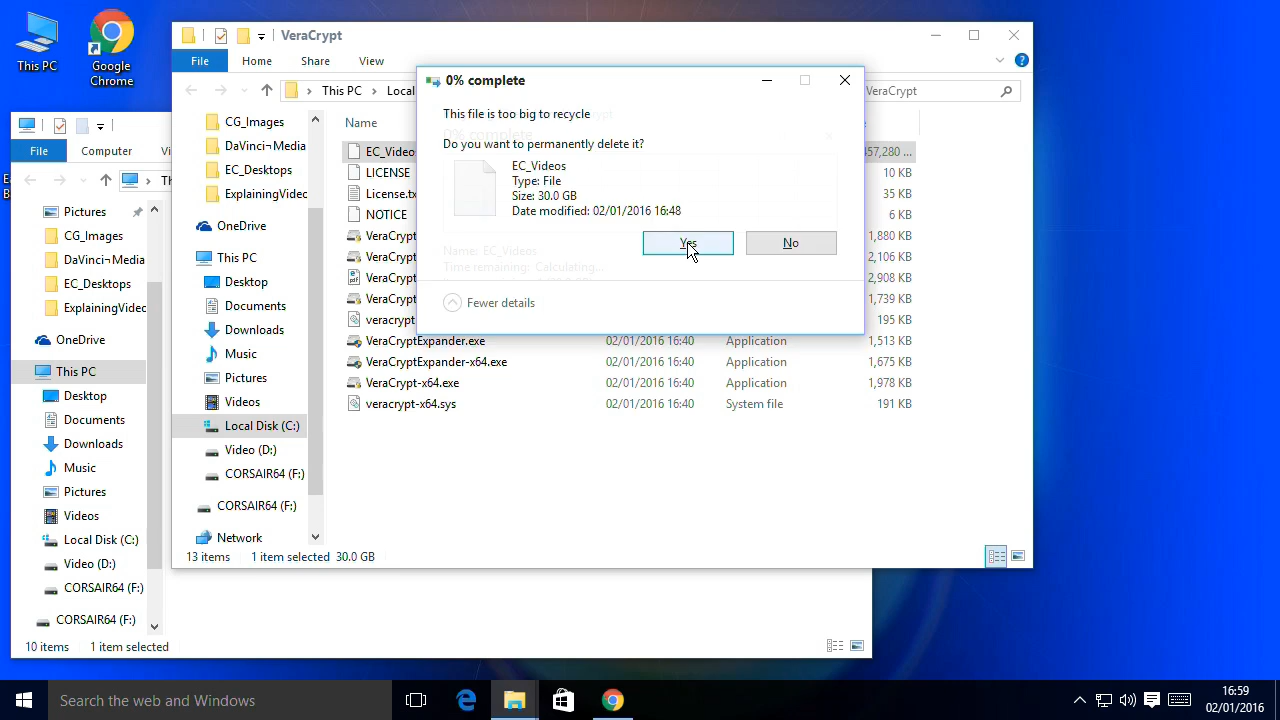 This PC
Google
Chrome
VeraCrypt
File
Home
Share
View
This PC
Local
VeraCrypt
0% complete
This file is too big to recycle
Do you want to permanently delete it?
EC_Videos
Type: File
Size: 30.0 GB
Date modified: 02/01/2016 16:48
Yes
No
Name: EC_Videos
Time remaining: Calculating...
Fewer details
CG_Images
DaVinci~Media
EC_Desktops
ExplainingVideo
OneDrive
This PC
Desktop
Documents
Downloads
Music
Pictures
Videos
Local Disk (C:)
Video (D:)
CORSAIR64 (F:)
CORSAIR64 (F:)
Network
Name
EC_Video
457,280 ...
LICENSE
10 KB
License.tx
35 KB
NOTICE
6 KB
VeraCrypt
1,880 KB
VeraCrypt
2,106 KB
VeraCrypt
2,908 KB
VeraCrypt
1,739 KB
veracrypt
195 KB
VeraCryptExpander.exe 02/01/2016 16:40 Application 1,513 KB
VeraCryptExpander-x64.exe 02/01/2016 16:40 Application 1,675 KB
VeraCrypt-x64.exe 02/01/2016 16:40 Application 1,978 KB
veracrypt-x64.sys 02/01/2016 16:40 System file 191 KB
13 items 1 item selected 30.0 GB
File
Computer
Pictures
CG_Images
DaVinci~Media
EC_Desktops
ExplainingVideo
OneDrive
This PC
Desktop
Documents
Downloads
Music
Pictures
Videos
Local Disk (C:)
Video (D:)
CORSAIR64 (F:)
CORSAIR64 (F:)
10 items 1 item selected
Search the web and Windows
16:59
02/01/2016